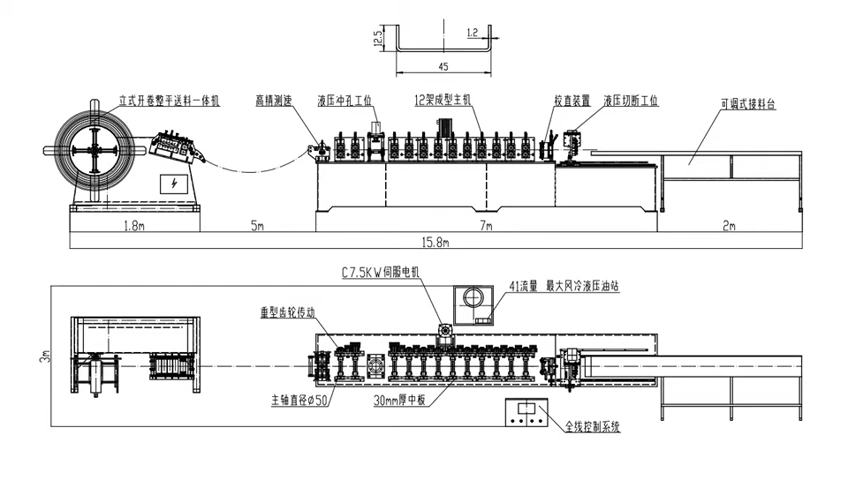 12.5
1.2
45
立式开卷整平送料一体机
高精测速
液压冲孔工位
12架成型主机
校直装置
液压切断工位
可调式接料台
1.8m
5m
7m
2m
15.8m
C7.5KW伺服电机
41流量 最大风冷液压油站
重型齿轮传动
3m
主轴直径Ø50
30mm厚中板
全线控制系统